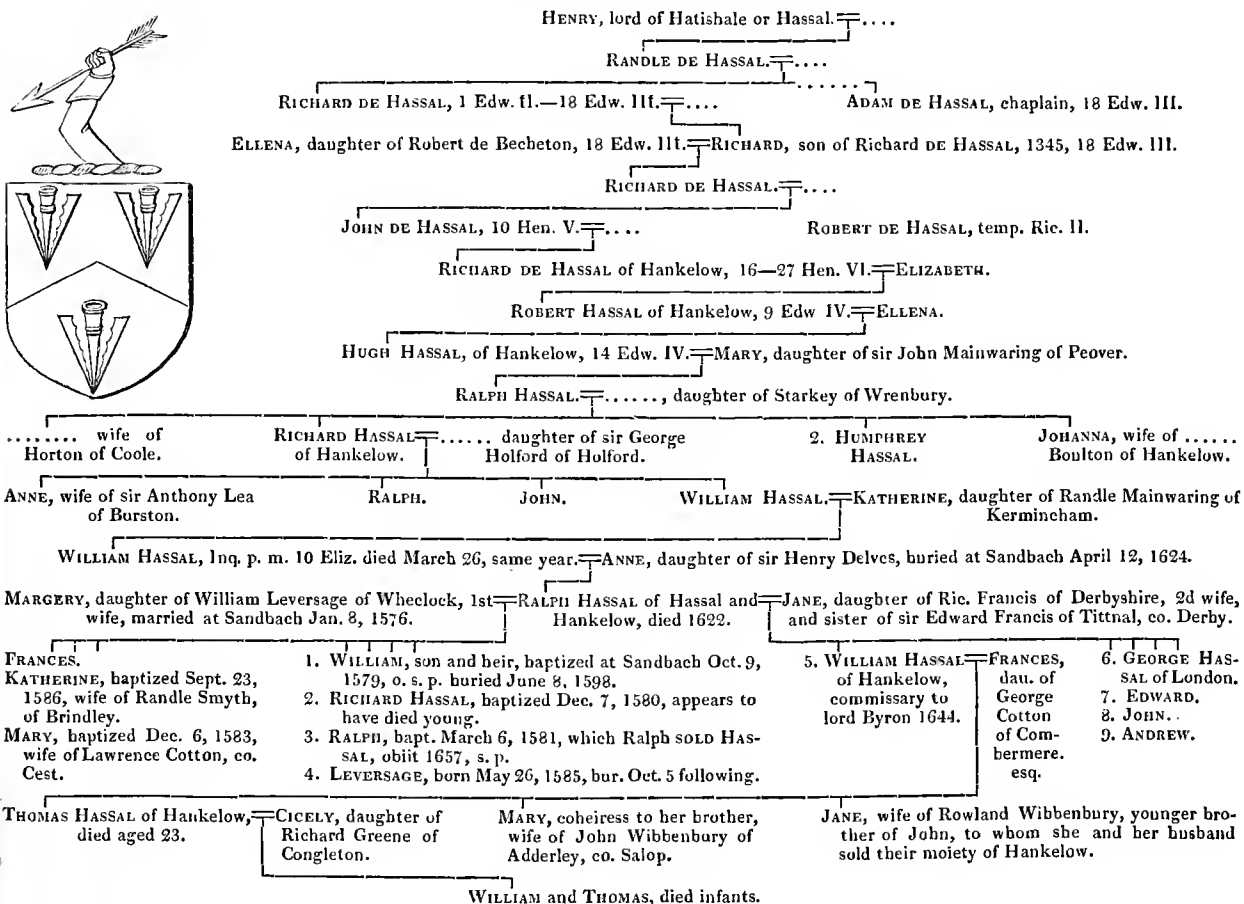 HENRY, lord of Hatishale or Hassal. ....
RANDLE DE HASSAL. ....
RICHARD DE HASSAL, 1 Edw. II.—18 Edw. III. ....
ADAM DE HASSAL, chaplain, 18 Edw. III.
ELLENA, daughter of Robert de Becheton, 18 Edw. III.
RICHARD, son of Richard DE HASSAL, 1345, 18 Edw. III.
RICHARD DE HASSAL. ....
JOHN DE HASSAL, 10 Hen. V. ....
ROBERT DE HASSAL, temp. Ric. II.
RICHARD DE HASSAL of Hankelow, 16—27 Hen. VI.
ELIZABETH.
ROBERT HASSAL of Hankelow, 9 Edw IV.
ELLENA.
HUGH HASSAL, of Hankelow, 14 Edw. IV.
MARY, daughter of sir John Mainwaring of Peover.
RALPH HASSAL.
......, daughter of Starkey of Wrenbury.
........ wife of
Horton of Coole.
RICHARD HASSAL
of Hankelow.
...... daughter of sir George
Holford of Holford.
2. HUMPHREY
HASSAL.
JOHANNA, wife of ......
Boulton of Hankelow.
ANNE, wife of sir Anthony Lea
of Burston.
RALPH.
JOHN.
WILLIAM HASSAL.
KATHERINE, daughter of Randle Mainwaring of
Kermincham.
WILLIAM HASSAL, Inq. p. m. 10 Eliz. died March 26, same year.
ANNE, daughter of sir Henry Delves, buried at Sandbach April 12, 1624.
MARGERY, daughter of William Leversage of Wheelock, 1st
wife, married at Sandbach Jan. 8, 1576.
RALPH HASSAL of Hassal and
Hankelow, died 1622.
JANE, daughter of Ric. Francis of Derbyshire, 2d wife,
and sister of sir Edward Francis of Tittnal, co. Derby.
FRANCES.
KATHERINE, baptized Sept. 23,
1586, wife of Randle Smyth,
of Brindley.
MARY, baptized Dec. 6, 1583,
wife of Lawrence Cotton, co.
Cest.
1. WILLIAM, son and heir, baptized at Sandbach Oct. 9,
1579, o. s. p. buried June 8, 1598.
2. RICHARD HASSAL, baptized Dec. 7, 1580, appears to
have died young.
3. RALPH, bapt. March 6, 1581, which Ralph SOLD HAS-
SAL, obiit 1657, s. p.
4. LEVERSAGE, born May 26, 1585, bur. Oct. 5 following.
5. WILLIAM HASSAL
of Hankelow,
commissary to
lord Byron 1644.
FRANCES,
dau. of
George
Cotton
of Com-
bermere.
esq.
6. GEORGE HAS-
SAL of London.
7. EDWARD.
8. JOHN. .
9. ANDREW.
THOMAS HASSAL of Hankelow,
died aged 23.
CICELY, daughter of
Richard Greene of
Congleton.
MARY, coheiress to her brother,
wife of John Wibbenbury of
Adderley, co. Salop.
JANE, wife of Rowland Wibbenbury, younger bro-
ther of John, to whom she and her husband
sold their moiety of Hankelow.
WILLIAM and THOMAS, died infants.